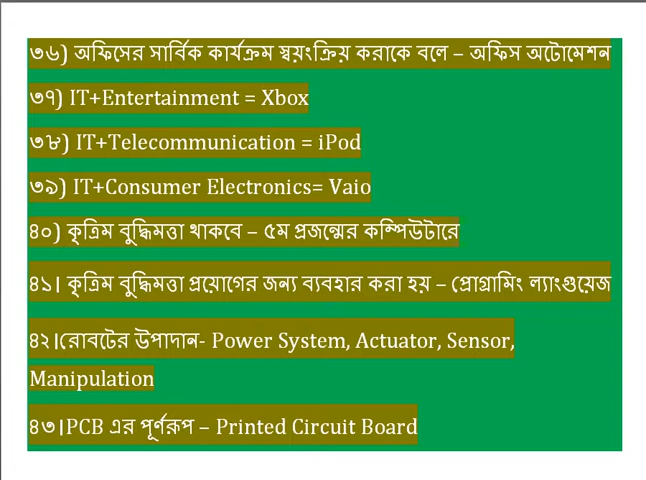 ৩৬) অফিসের সার্বিক কার্যক্রম স্বয়ংক্রিয় করাকে বলে – অফিস অটোমেশন
৩৭) IT+Entertainment = Xbox
৩৮) IT+Telecommunication = iPod
৩৯) IT+Consumer Electronics= Vaio
৪০) কৃত্রিম বুদ্ধিমত্তা থাকবে – ৫ম প্রজন্মের কম্পিউটারে
৪১। কৃত্রিম বুদ্ধিমত্তা প্রয়োগের জন্য ব্যবহার করা হয় – প্রোগ্রামিং ল্যাংগুয়েজ
৪২।রোবটের উপাদান- Power System, Actuator, Sensor,
Manipulation
৪৩।PCB এর পূর্ণরূপ – Printed Circuit Board